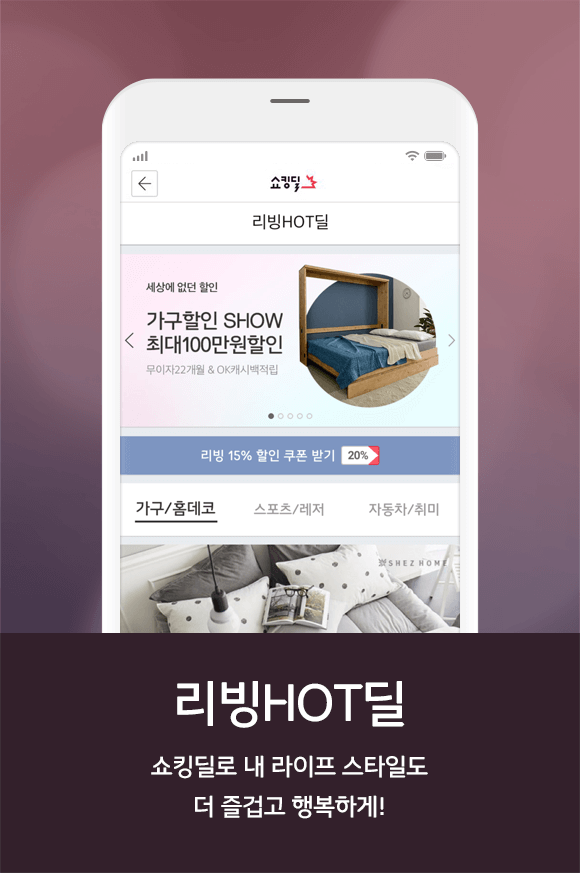 쇼킹딜
리빙HOT딜
세상에 없던 할인
가구할인 SHOW
최대100만원할인
무이자22개월 & OK캐시백적립
리빙 15% 할인 쿠폰 받기 20%
가구/홈데코 스포츠/레저 자동차/취미
SHEZ HOME
리빙HOT딜
쇼킹딜로 내 라이프 스타일도
더 즐겁고 행복하게!